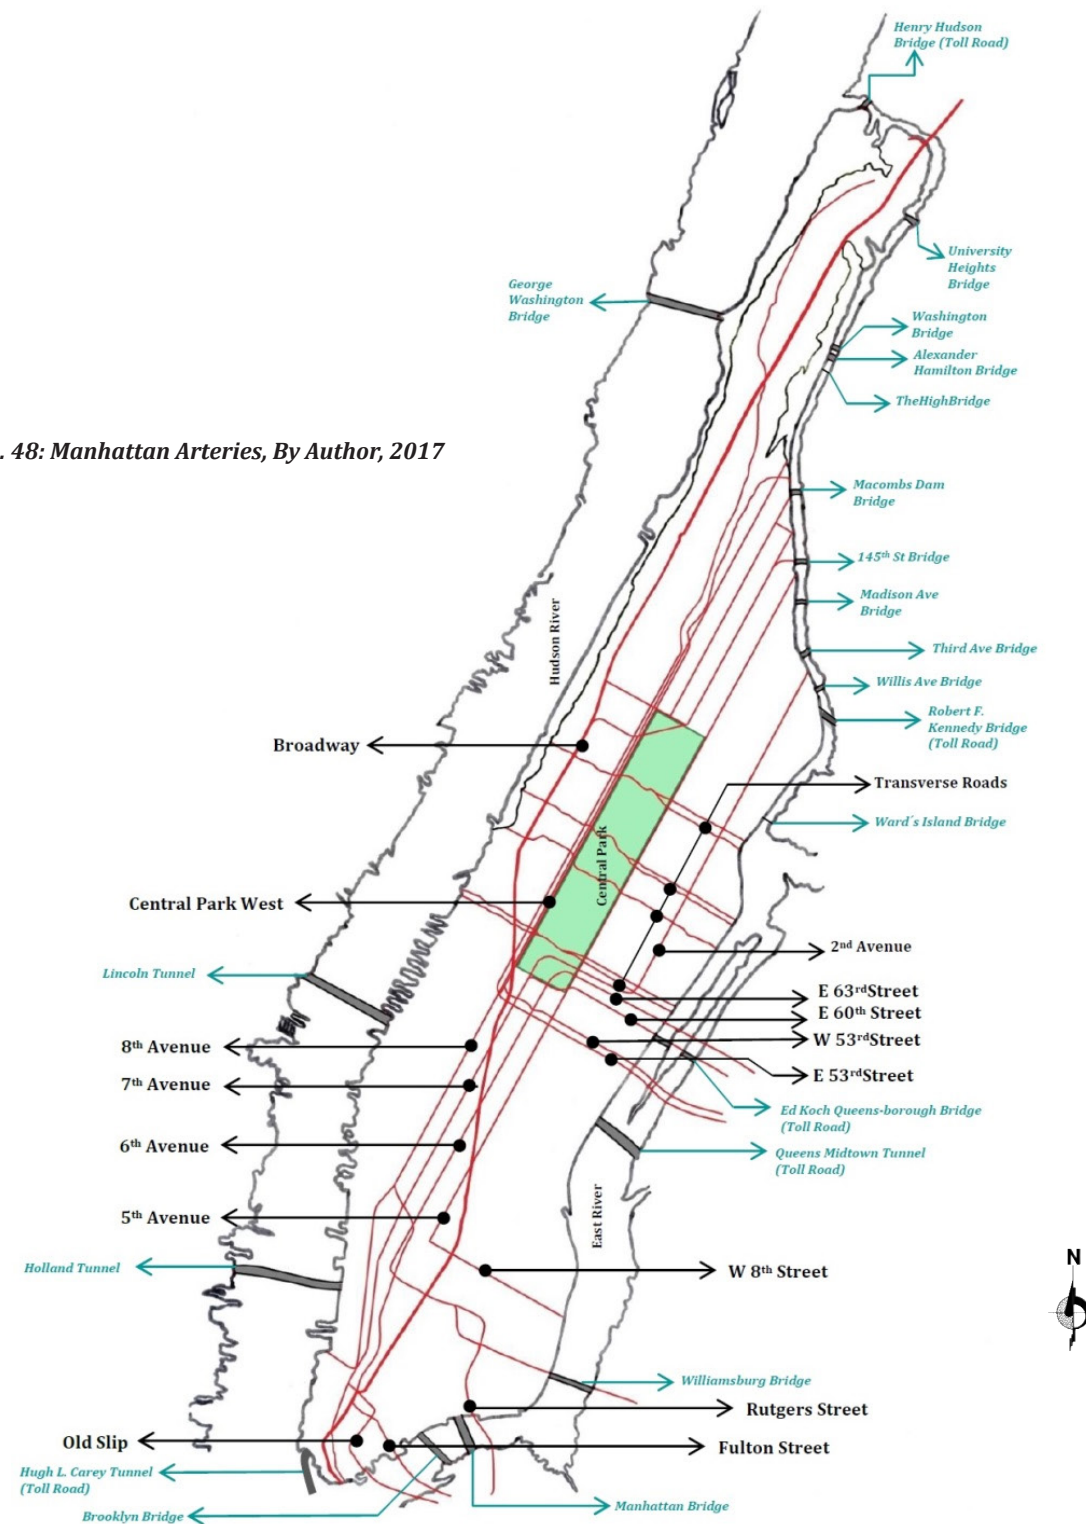 Henry Hudson
Bridge (Toll Road)
University
Heights
Bridge
George
Washington
Bridge
Washington
Bridge
Alexander
Hamilton Bridge
TheHighBridge
. 48: Manhattan Arteries, By Author, 2017
Macombs Dam
Bridge
145th St Bridge
Madison Ave
Bridge
Hudson River
Third Ave Bridge
Willis Ave Bridge
Robert F.
Kennedy Bridge
(Toll Road)
Broadway
Transverse Roads
Ward´s Island Bridge
Central Park
Central Park West
2nd Avenue
Lincoln Tunnel
E 63rdStreet
E 60th Street
W 53rdStreet
E 53rdStreet
8th Avenue
7th Avenue
Ed Koch Queens-borough Bridge
(Toll Road)
6th Avenue
Queens Midtown Tunnel
(Toll Road)
5th Avenue
East River
Holland Tunnel
W 8th Street
N
Williamsburg Bridge
Rutgers Street
Old Slip
Fulton Street
Hugh L. Carey Tunnel
(Toll Road)
Manhattan Bridge
Brooklyn Bridge